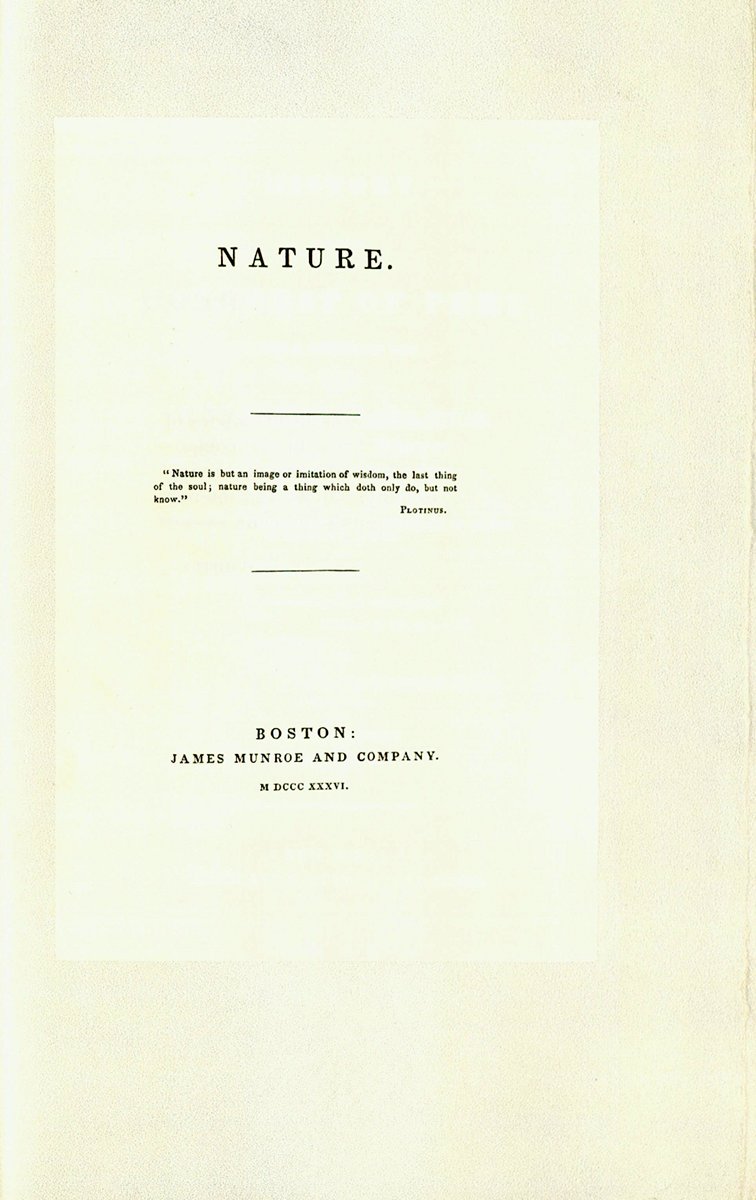 NATURE.
“Nature is but an image or imitation of wisdom, the last thing
of the soul; nature being a thing which doth only do, but not
know.”
PLOTINUS.
BOSTON:
JAMES MUNROE AND COMPANY.
M DCCC XXXVI.